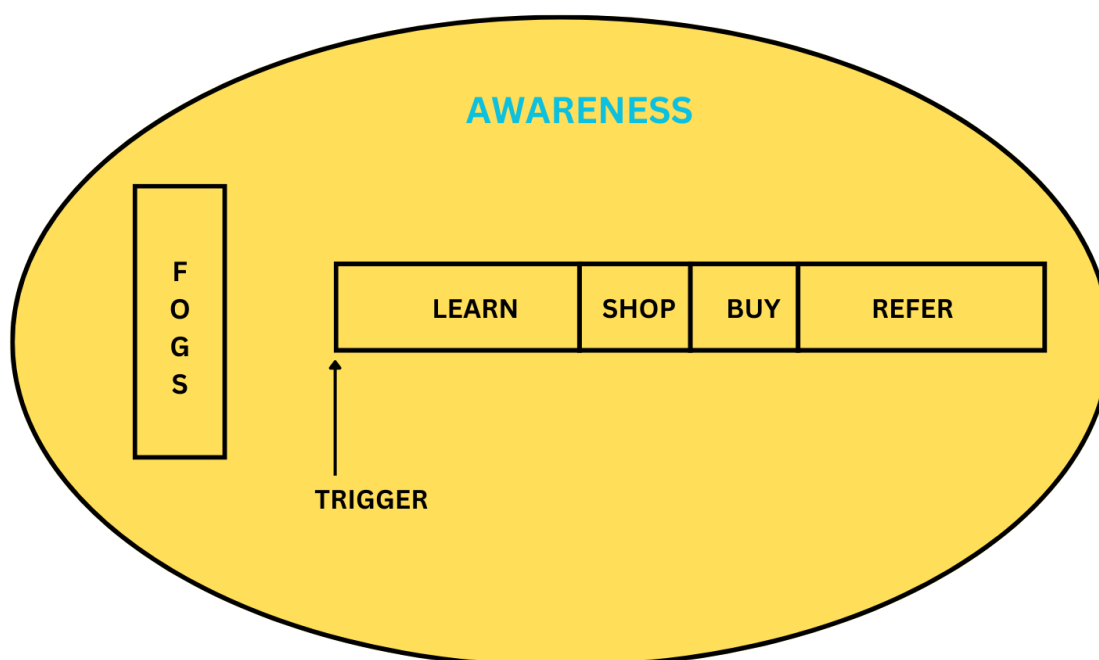 AWARENESS
F
O
G
S
LEARN
SHOP
BUY
REFER
TRIGGER